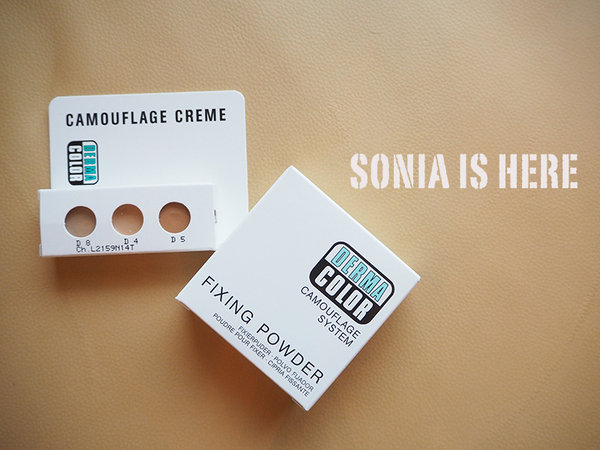 CAMOUFLAGE CREME
DERMA
COLOR
D 8 D 4 D 5
Ch.L2159N14T
SONIA IS HERE
DERMA
COLOR
CAMOUFLAGE
SYSTEM
FIXING POWDER
FIXIERPUDER · POLVO FIJADOR
POUDRE POUR FIXER · CIPRIA FISSANTE